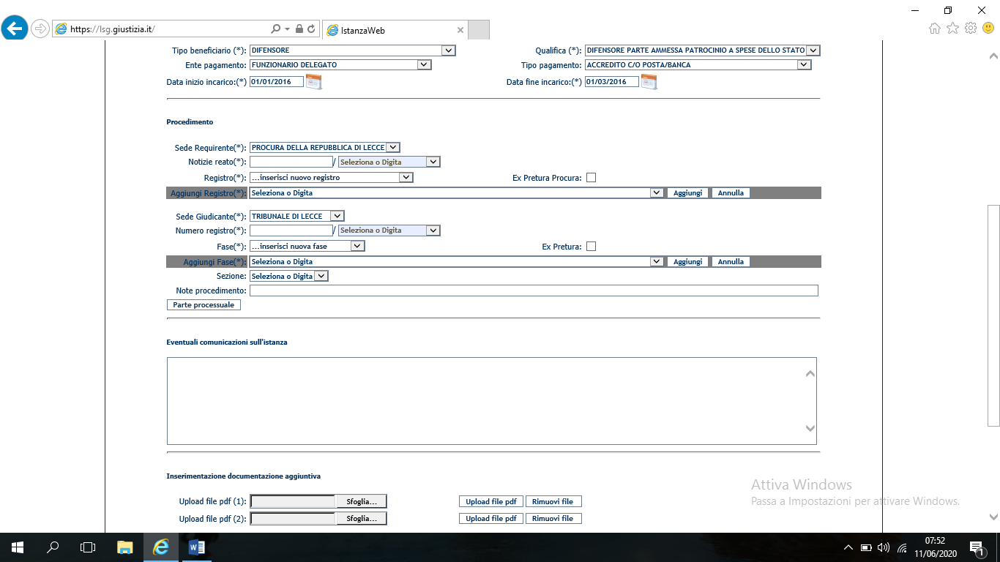 https://lsg.giustizia.it/
IstanzaWeb
Tipo beneficiario (*): DIFENSORE Qualifica (*): DIFENSORE PARTE AMMESSA PATROCINIO A SPESE DELLO STATO
Ente pagamento: FUNZIONARIO DELEGATO Tipo pagamento: ACCREDITO C/O POSTA/BANCA
Data inizio incarico:(*) 01/01/2016 Data fine incarico:(*) 01/03/2016
Procedimento
Sede Requirente(*): PROCURA DELLA REPUBBLICA DI LECCE
Notizie reato(*): / Seleziona o Digita
Registro(*): ...inserisci nuovo registro Ex Pretura Procura:
Aggiungi Registro(*): Seleziona o Digita Aggiungi Annulla
Sede Giudicante(*): TRIBUNALE DI LECCE
Numero registro(*): / Seleziona o Digita
Fase(*): ...inserisci nuova fase Ex Pretura:
Aggiungi Fase(*): Seleziona o Digita Aggiungi Annulla
Sezione: Seleziona o Digita
Note procedimento:
Parte processuale
Eventuali comunicazioni sull'istanza
Inserimentazione documentazione aggiuntiva
Upload file pdf (1): Sfoglia... Upload file pdf Rimuovi file
Upload file pdf (2): Sfoglia... Upload file pdf Rimuovi file
Attiva Windows
Passa a Impostazioni per attivare Windows.
07:52
11/06/2020
1